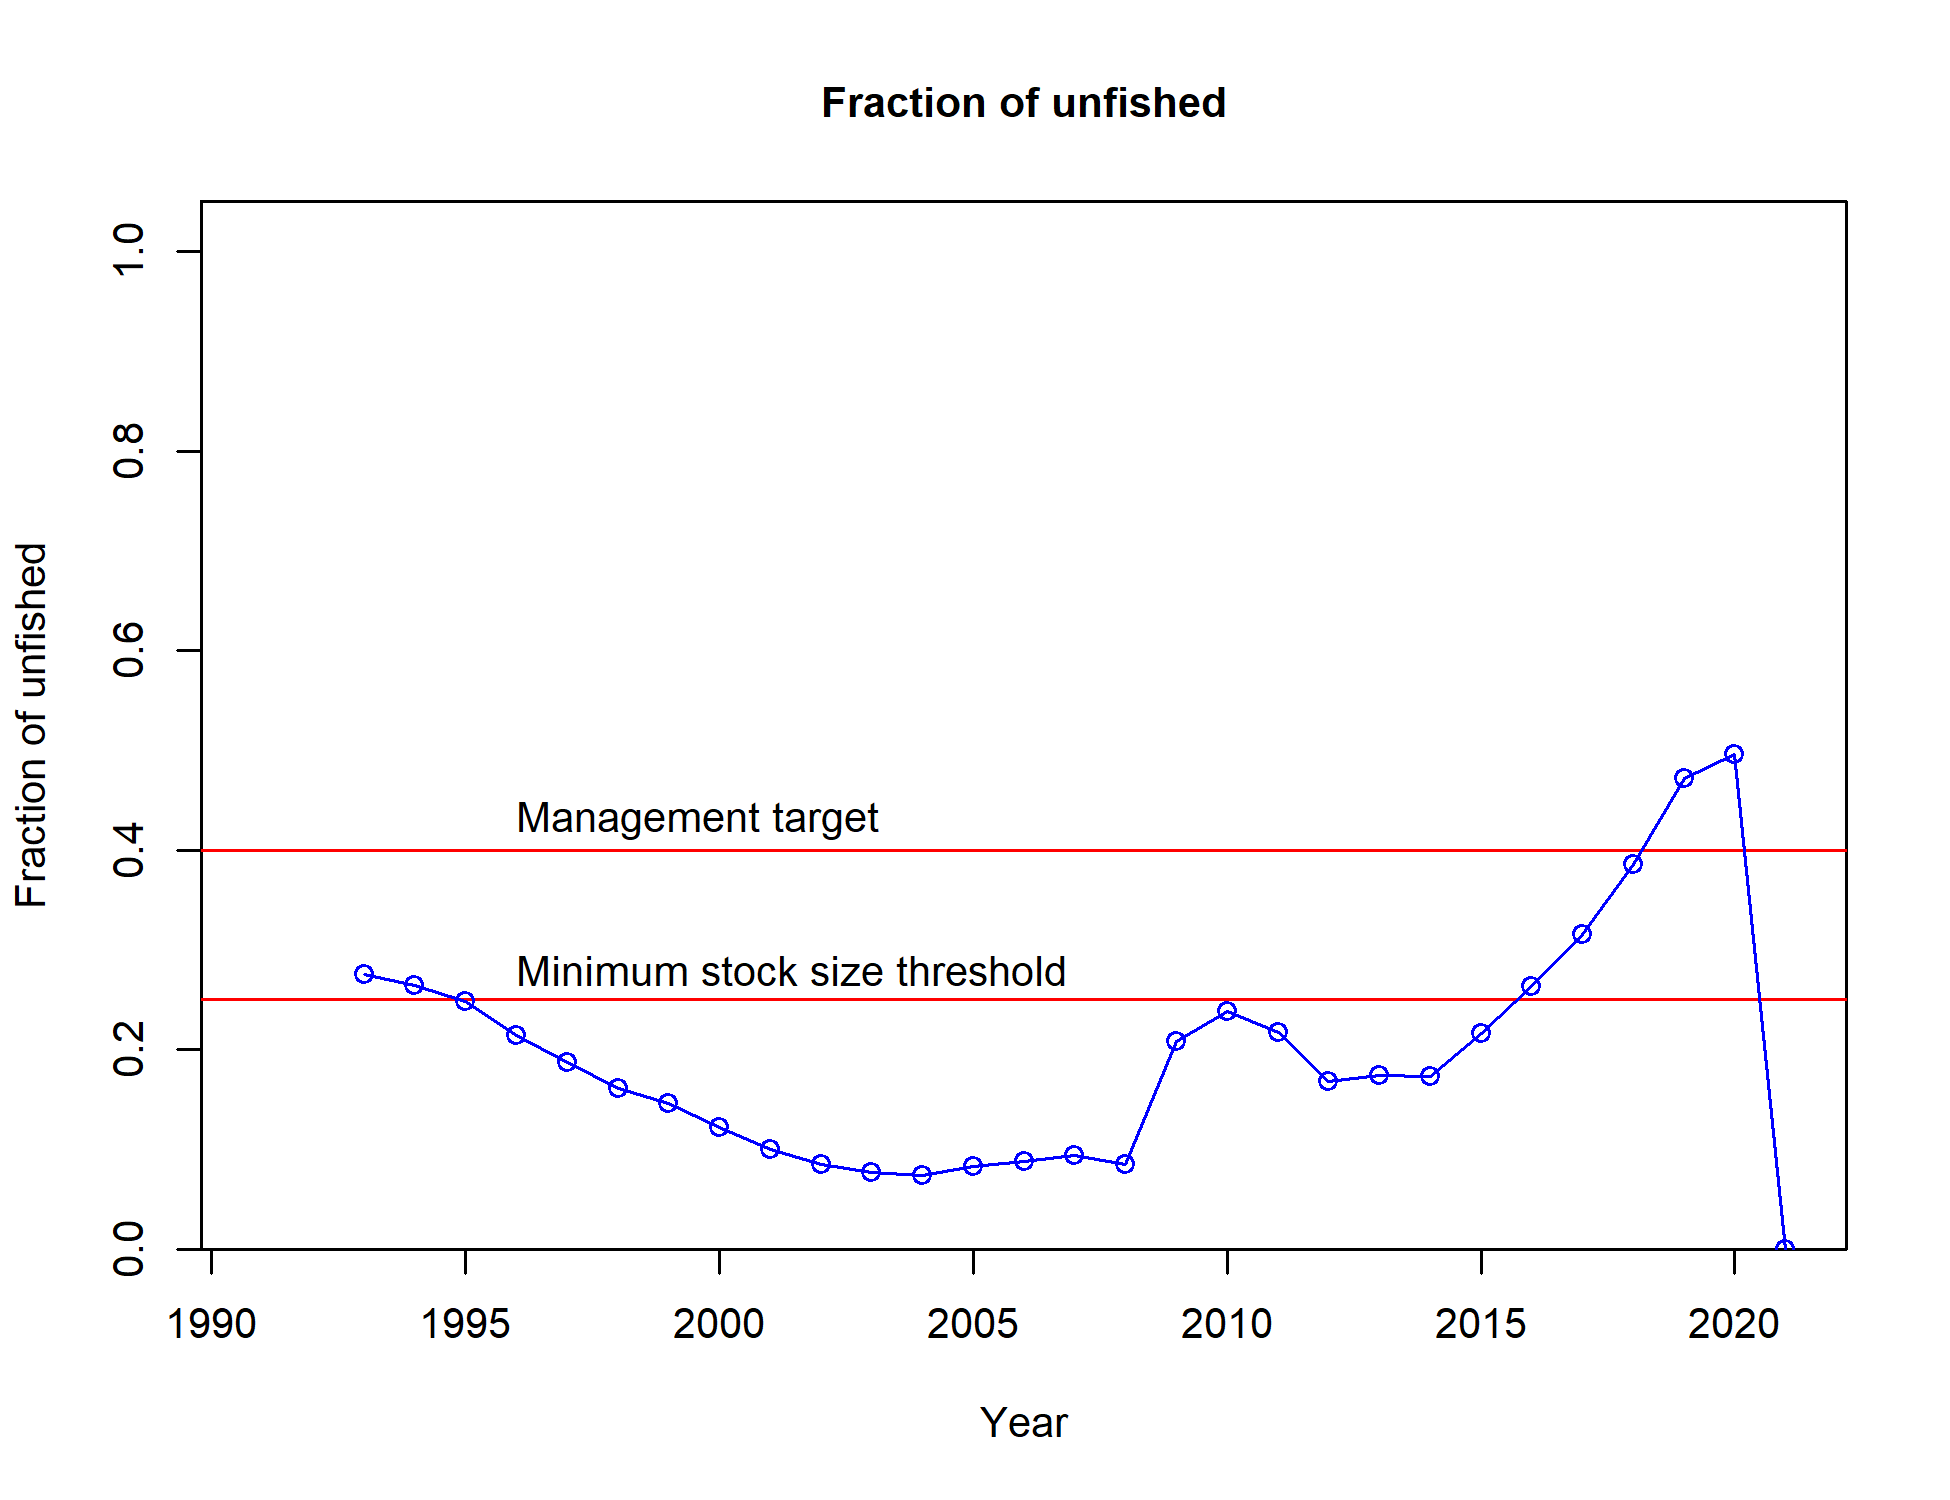 Fraction of unfished
1.0
0.8
0.6
0.4
0.2
0.0
Fraction of unfished
Management target
Minimum stock size threshold
1990 1995 2000 2005 2010 2015 2020
Year